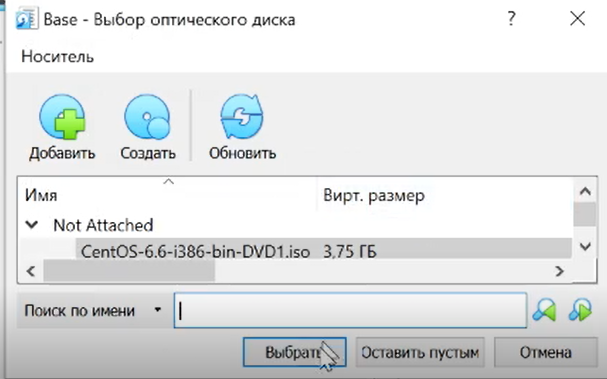 Base - Выбор оптического диска
?
Носитель
Добавить Создать Обновить
Имя Вирт. размер
Not Attached
CentOS-6.6-i386-bin-DVD1.iso 3,75 ГБ
Поиск по имени
Выбрать Оставить пустым Отмена